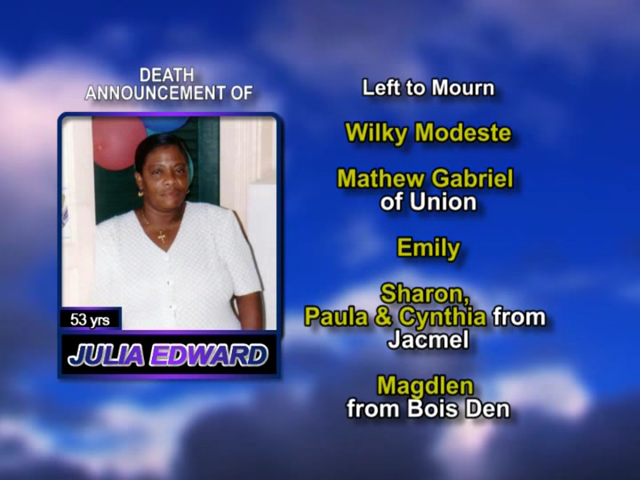 DEATH
ANNOUNCEMENT OF
53 yrs
JULIA EDWARD
Left to Mourn
Wilky Modeste
Mathew Gabriel
of Union
Emily
Sharon,
Paula & Cynthia from
Jacmel
Magdlen
from Bois Den